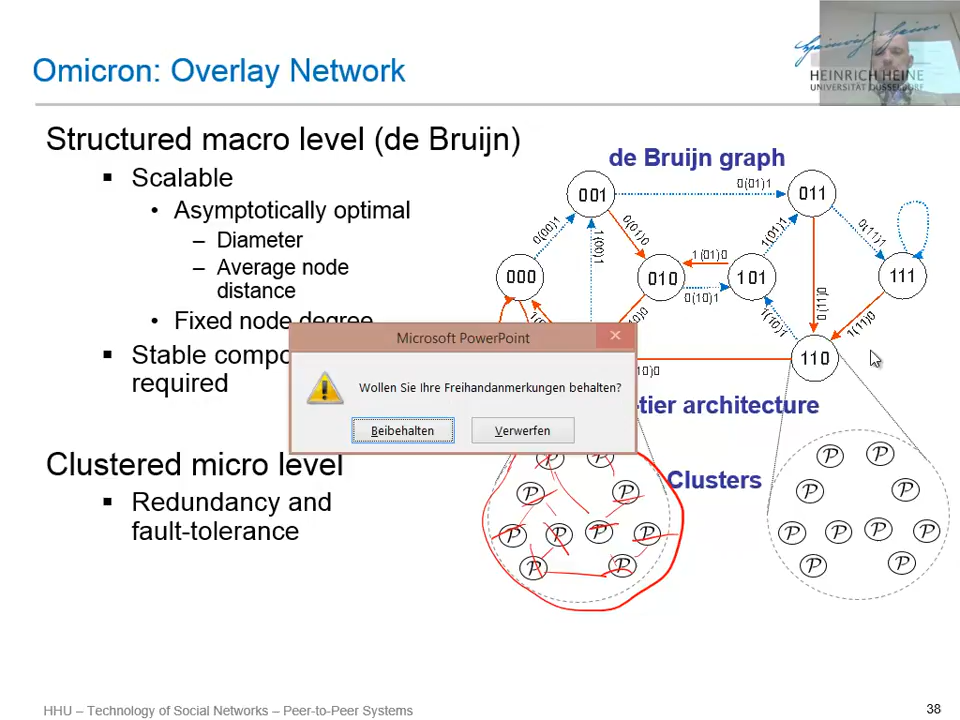 Omicron: Overlay Network
HEINRICH HEINE
UNIVERSITÄT DÜSSELDORF
Structured macro level (de Bruijn)
Scalable
Asymptotically optimal
Diameter
Average node
distance
Fixed node degree
Stable compo
required
Clustered micro level
Redundancy and
fault-tolerance
de Bruijn graph
0(01)1
001
011
0(00)1
1(00)1
0(01)0
1(01)1
0(11)1
000
010
1(01)0
101
111
0(10)1
0(11)0
1(10)1
1(11)0
110
-tier architecture
Clusters
Microsoft PowerPoint
Wollen Sie Ihre Freihandanmerkungen behalten?
Beibehalten
Verwerfen
P P
P P
P P P P
P P
P P
P P
P P P P
P P
HHU – Technology of Social Networks – Peer-to-Peer Systems
38